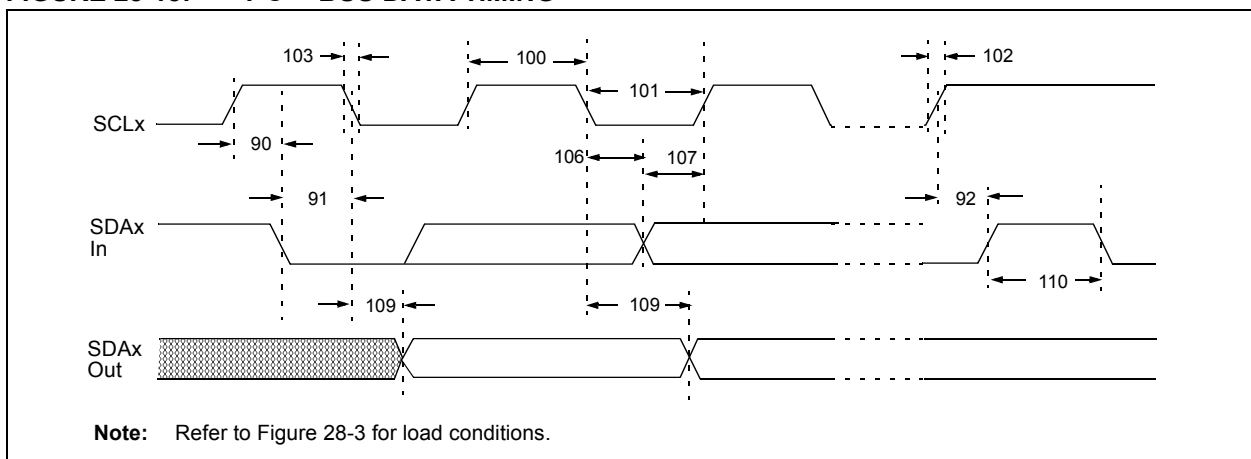 103
100
102
101
SCLx
90
106
107
91
92
SDAx
In
110
109
109
SDAx
Out
Note: Refer to Figure 28-3 for load conditions.